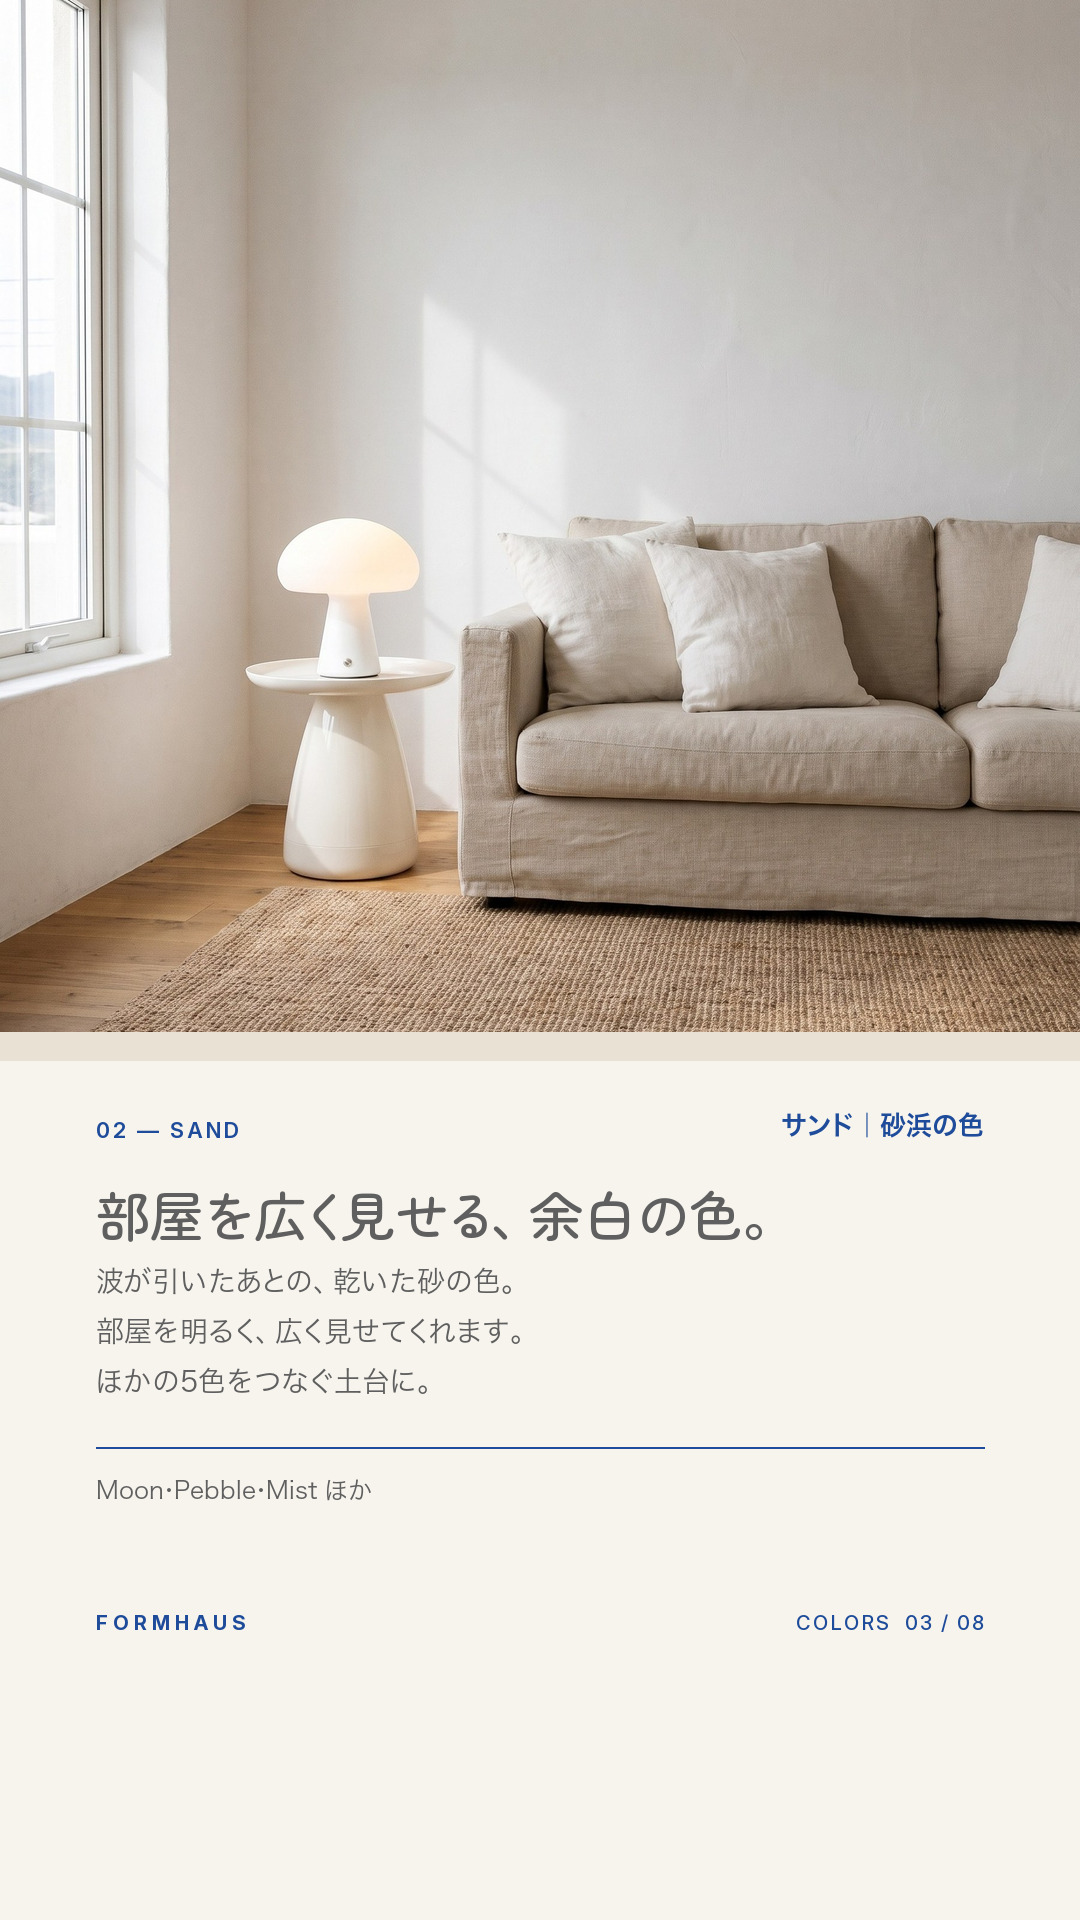 02 — SAND
サンド｜砂浜の色
部屋を広く見せる、余白の色。
波が引いたあとの、乾いた砂の色。
部屋を明るく、広く見せてくれます。
ほかの5色をつなぐ土台に。
Moon・Pebble・Mist ほか
FORMHAUS
COLORS 03 / 08